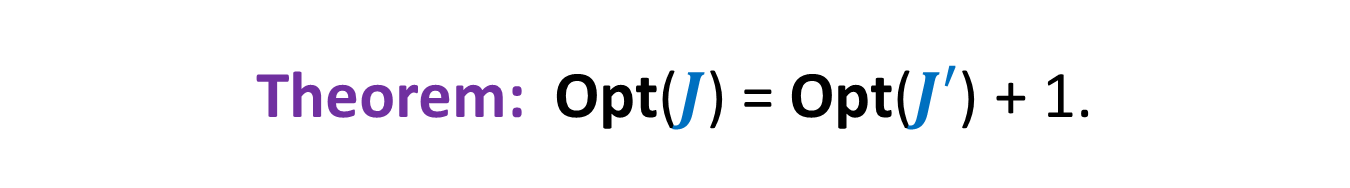 Theorem: Opt(J) = Opt(J′) + 1.